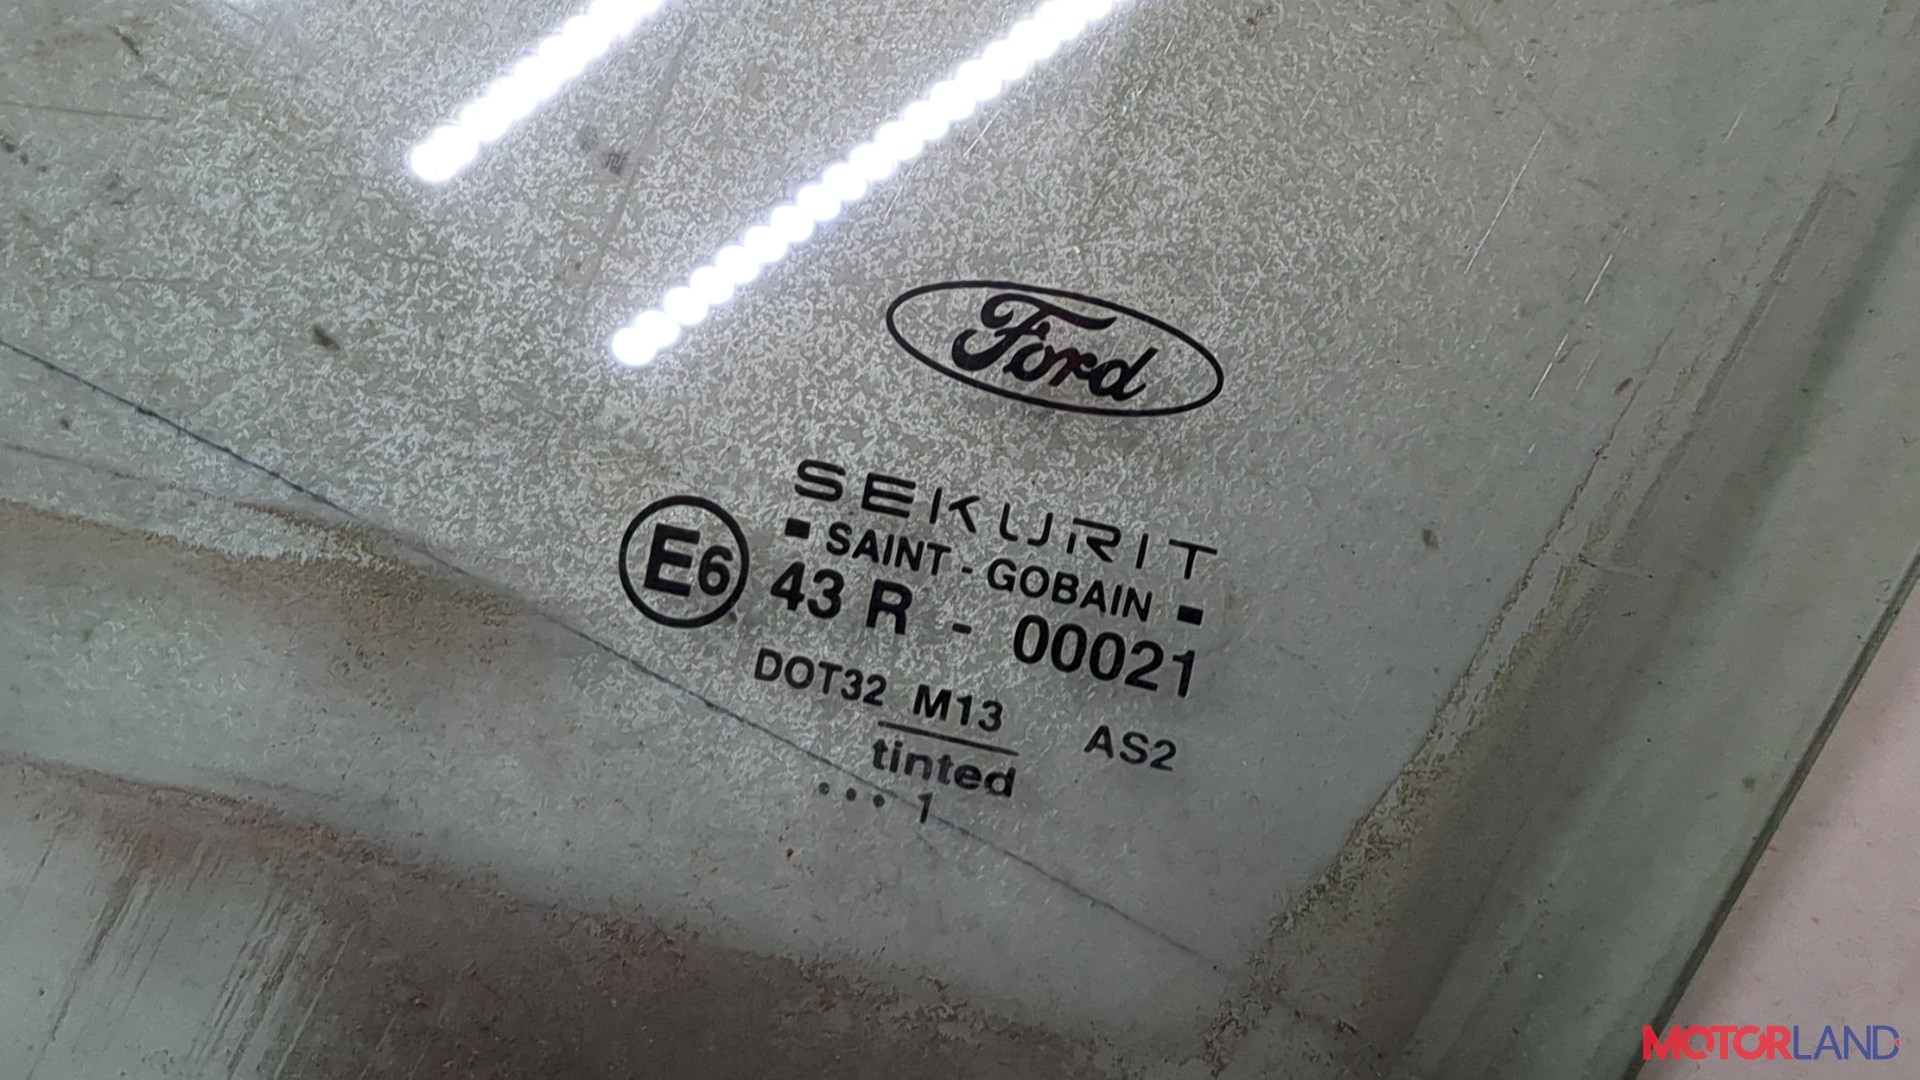 Ford
SEKURIT
SAINT - GOBAIN
E6 43 R - 00021
DOT32 M13 AS2
tinted
... 1
MOTORLAND